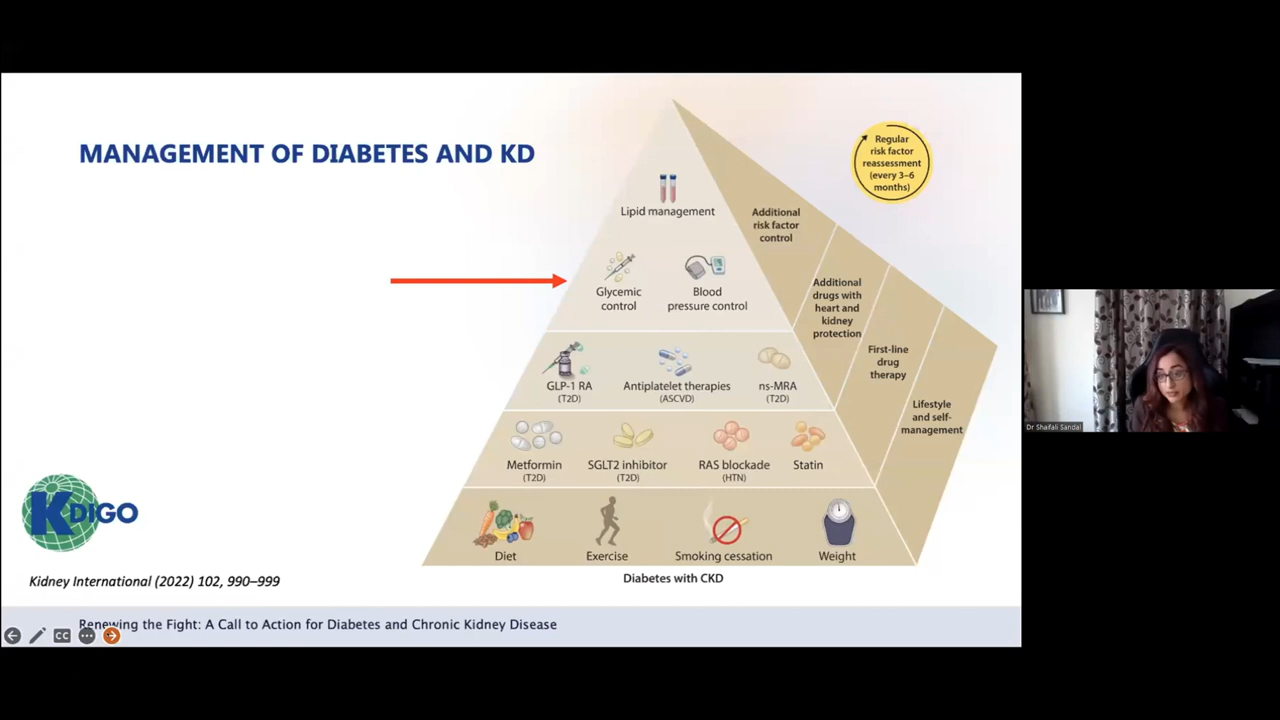 MANAGEMENT OF DIABETES AND KD
Regular
risk factor
reassessment
(every 3–6
months)
Lipid management
Additional
risk factor
control
Glycemic
control
Blood
pressure control
Additional
drugs with
heart and
kidney
protection
GLP-1 RA
(T2D)
Antiplatelet therapies
(ASCVD)
ns-MRA
(T2D)
First-line
drug
therapy
Metformin
(T2D)
SGLT2 inhibitor
(T2D)
RAS blockade
(HTN)
Statin
Lifestyle
and self-
management
Diet
Exercise
Smoking cessation
Weight
Diabetes with CKD
KDIGO
Kidney International (2022) 102, 990–999
Renewing the Fight: A Call to Action for Diabetes and Chronic Kidney Disease
CC
Dr Shaifali Sandal